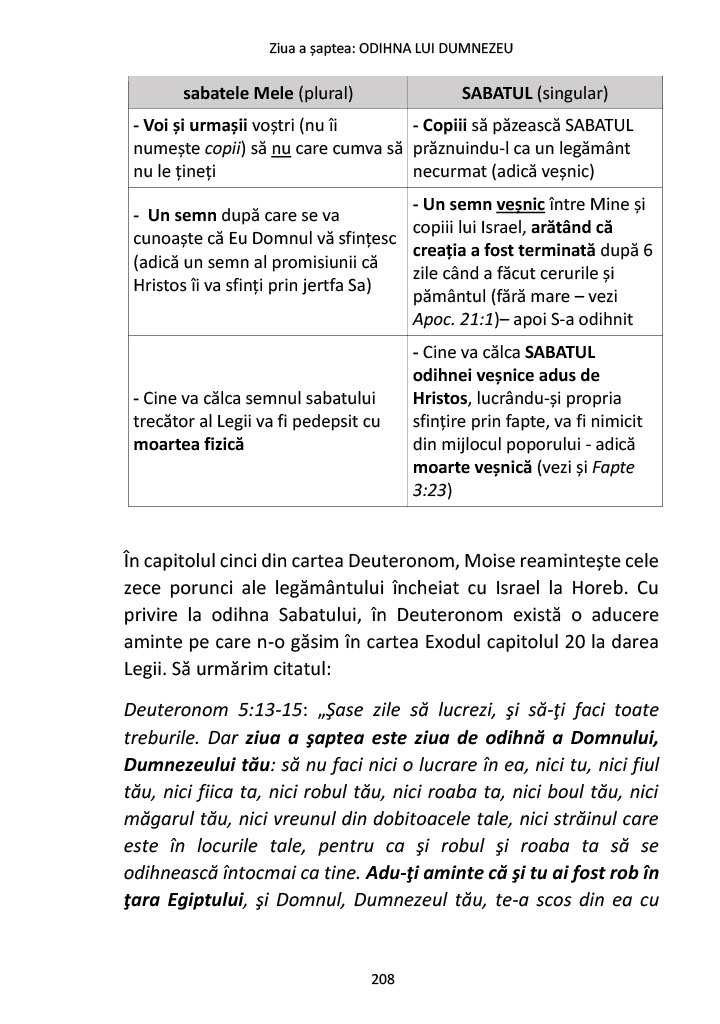 Ziua a șaptea: ODIHNA LUI DUMNEZEU
sabatele Mele (plural)
SABATUL (singular)
- Voi și urmașii voștri (nu îi
numește copii) să nu care cumva să
nu le țineți
- Copiii să păzească SABATUL
prăznuindu-l ca un legământ
necurmat (adică veșnic)
- Un semn după care se va
cunoaște că Eu Domnul vă sfințesc
(adică un semn al promisiunii că
Hristos îi va sfinți prin jertfa Sa)
- Un semn veșnic între Mine și
copiii lui Israel, arătând că
creația a fost terminată după 6
zile când a făcut cerurile și
pământul (fără mare – vezi
Apoc. 21:1)– apoi S-a odihnit
- Cine va călca semnul sabatului
trecător al Legii va fi pedepsit cu
moartea fizică
- Cine va călca SABATUL
odihnei veșnice adus de
Hristos, lucrându-și propria
sfințire prin fapte, va fi nimicit
din mijlocul poporului - adică
moarte veșnică (vezi și Fapte
3:23)
În capitolul cinci din cartea Deuteronom, Moise reamintește cele
zece porunci ale legământului încheiat cu Israel la Horeb. Cu
privire la odihna Sabatului, în Deuteronom există o aducere
aminte pe care n-o găsim în cartea Exodul capitolul 20 la darea
Legii. Să urmărim citatul:
Deuteronom 5:13-15: „Şase zile să lucrezi, şi să-ţi faci toate
treburile. Dar ziua a şaptea este ziua de odihnă a Domnului,
Dumnezeului tău: să nu faci nici o lucrare în ea, nici tu, nici fiul
tău, nici fiica ta, nici robul tău, nici roaba ta, nici boul tău, nici
măgarul tău, nici vreunul din dobitoacele tale, nici străinul care
este în locurile tale, pentru ca şi robul şi roaba ta să se
odihnească întocmai ca tine. Adu-ţi aminte că şi tu ai fost rob în
ţara Egiptului, şi Domnul, Dumnezeul tău, te-a scos din ea cu
208